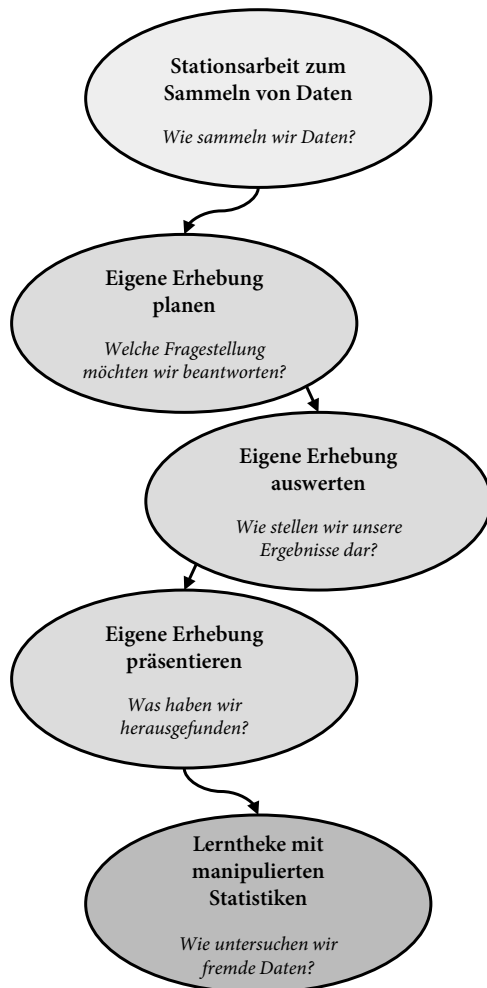 Stationsarbeit zum
Sammeln von Daten
Wie sammeln wir Daten?
Eigene Erhebung
planen
Welche Fragestellung
möchten wir beantworten?
Eigene Erhebung
auswerten
Wie stellen wir unsere
Ergebnisse dar?
Eigene Erhebung
präsentieren
Was haben wir
herausgefunden?
Lerntheke mit
manipulierten
Statistiken
Wie untersuchen wir
fremde Daten?